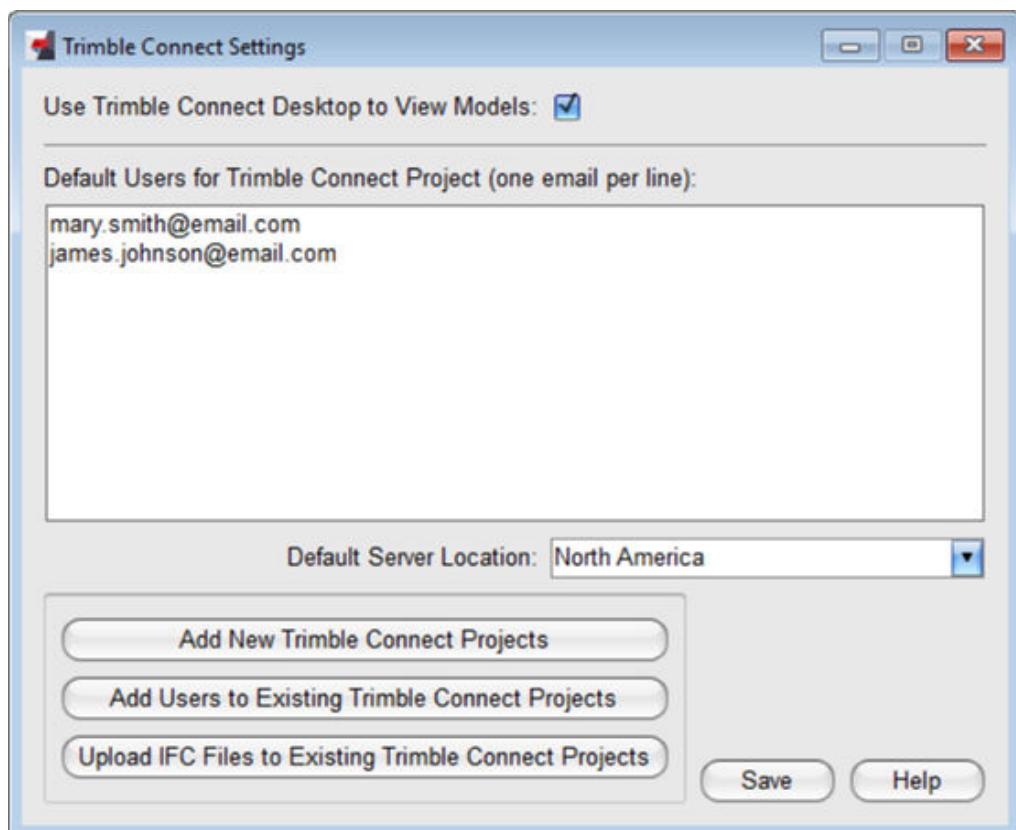 Trimble Connect Settings
Use Trimble Connect Desktop to View Models:
Default Users for Trimble Connect Project (one email per line):
mary.smith@email.com
james.johnson@email.com
Default Server Location: North America
Add New Trimble Connect Projects
Add Users to Existing Trimble Connect Projects
Upload IFC Files to Existing Trimble Connect Projects
Save Help